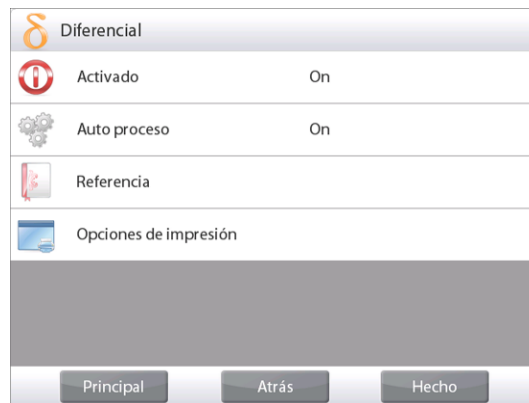 δ Diferencial
Activado On
Auto proceso On
Referencia
Opciones de impresión
Principal Atrás Hecho